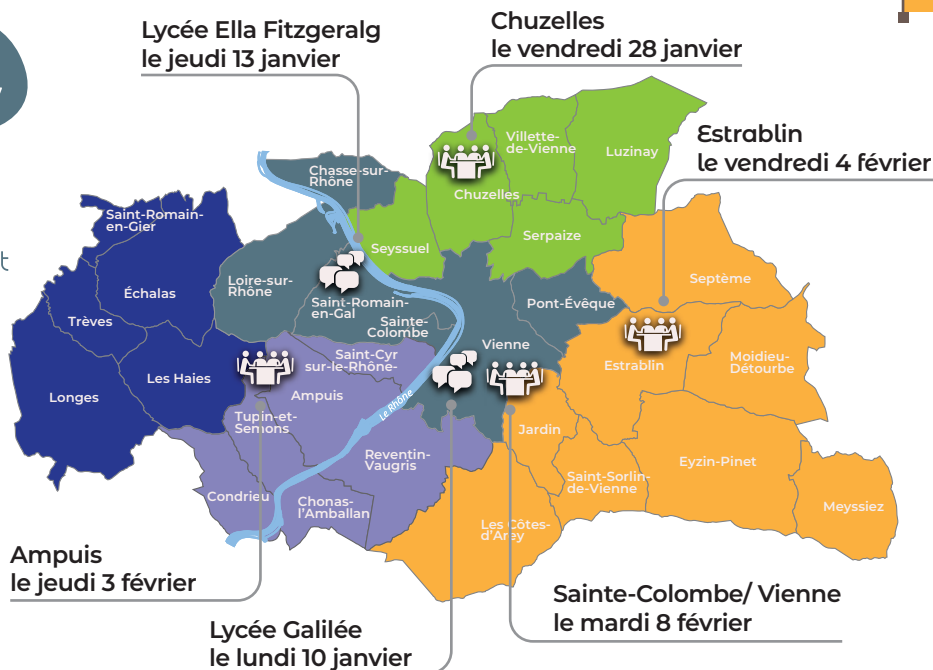 Lycée Ella Fitzgeralg
le jeudi 13 janvier
Chuzelles
le vendredi 28 janvier
Estrablin
le vendredi 4 février
Chasse-sur-
Rhône
Villette-
de-Vienne
Luzinay
Chuzelles
Saint-Romain-
en-Gier
Seyssuel
Serpaize
t
Échalas
Loire-sur-
Rhône
Septème
Saint-Romain-
en-Gal
Pont-Évêque
Trèves
Sainte-
Colombe
Vienne
Saint-Cyr
sur-le-Rhône-
Estrablin
Moidieu-
Détourbe
Les Haies
Longes
Ampuis
Le Rhône
Tupin-et-
Semons
Jardin
Reventin-
Vaugris
Eyzin-Pinet
Saint-Sorlin-
de-Vienne
Condrieu
Chonas-
l'Amballan
Meyssiez
Les Côtes-
d'Arey
Ampuis
le jeudi 3 février
Sainte-Colombe/ Vienne
le mardi 8 février
Lycée Galilée
le lundi 10 janvier